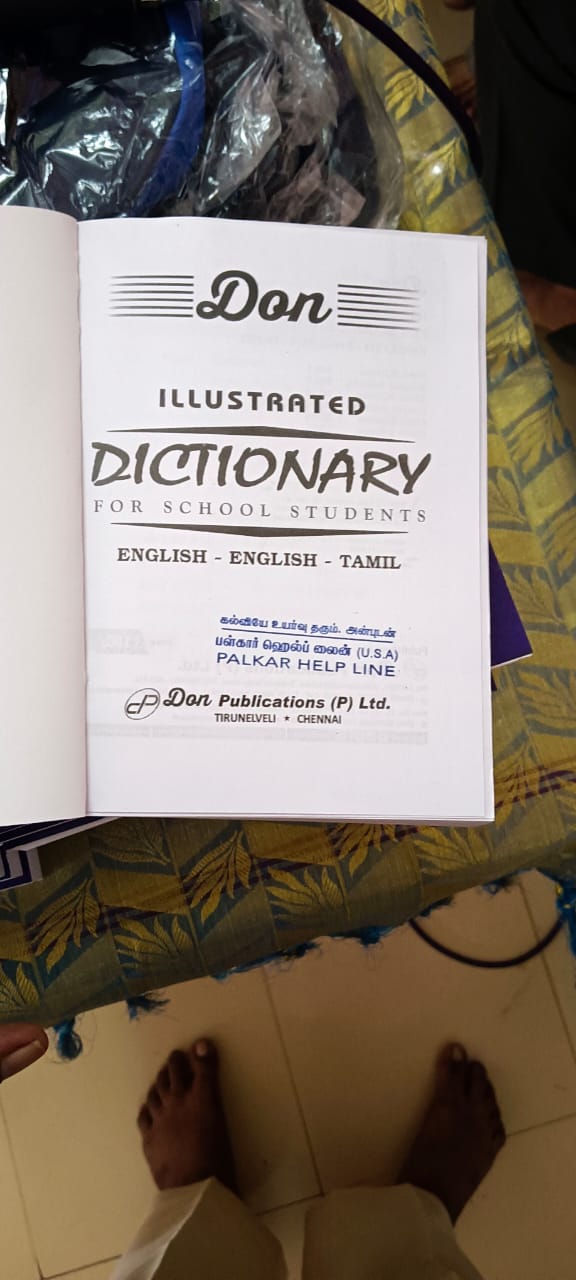 Don
ILLUSTRATED
DICTIONARY
FOR SCHOOL STUDENTS
ENGLISH - ENGLISH - TAMIL
கல்வியே உயர்வு தரும். அன்புடன்
பள்கார் ஹெல்ப் லைன் (U.S.A)
PALKAR HELP LINE
dP Don Publications (P) Ltd.
TIRUNELVELI ★ CHENNAI